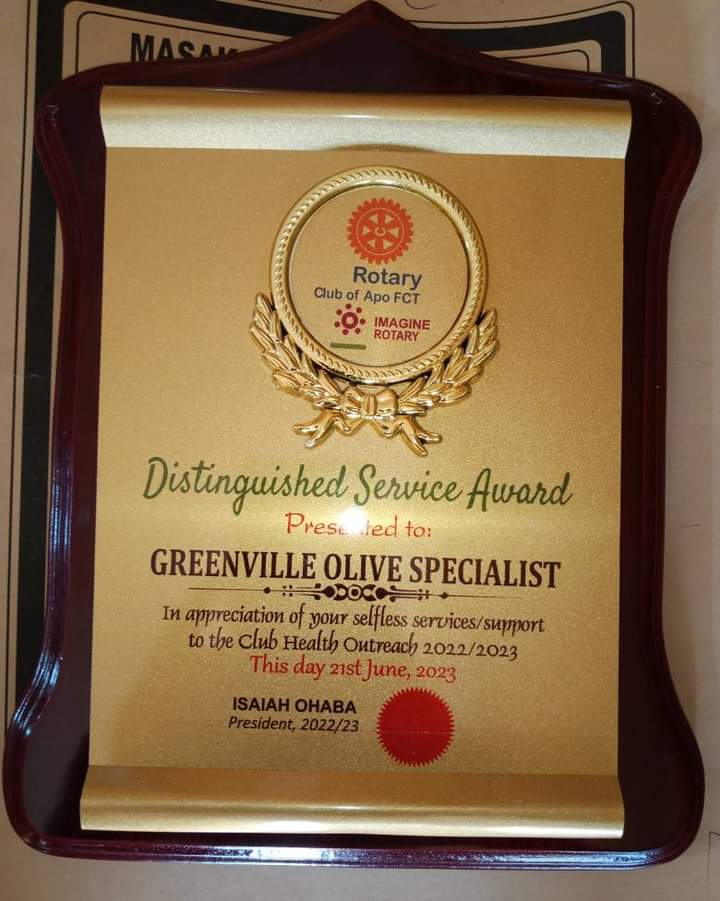 Rotary
Club of Apo FCT
IMAGINE
ROTARY
Distinguished Service Award
Presented to:
GREENVILLE OLIVE SPECIALIST
In appreciation of your selfless services/support
to the Club Health Outreach 2022/2023
This day 21st June, 2023
ISAIAH OHABA
President, 2022/23